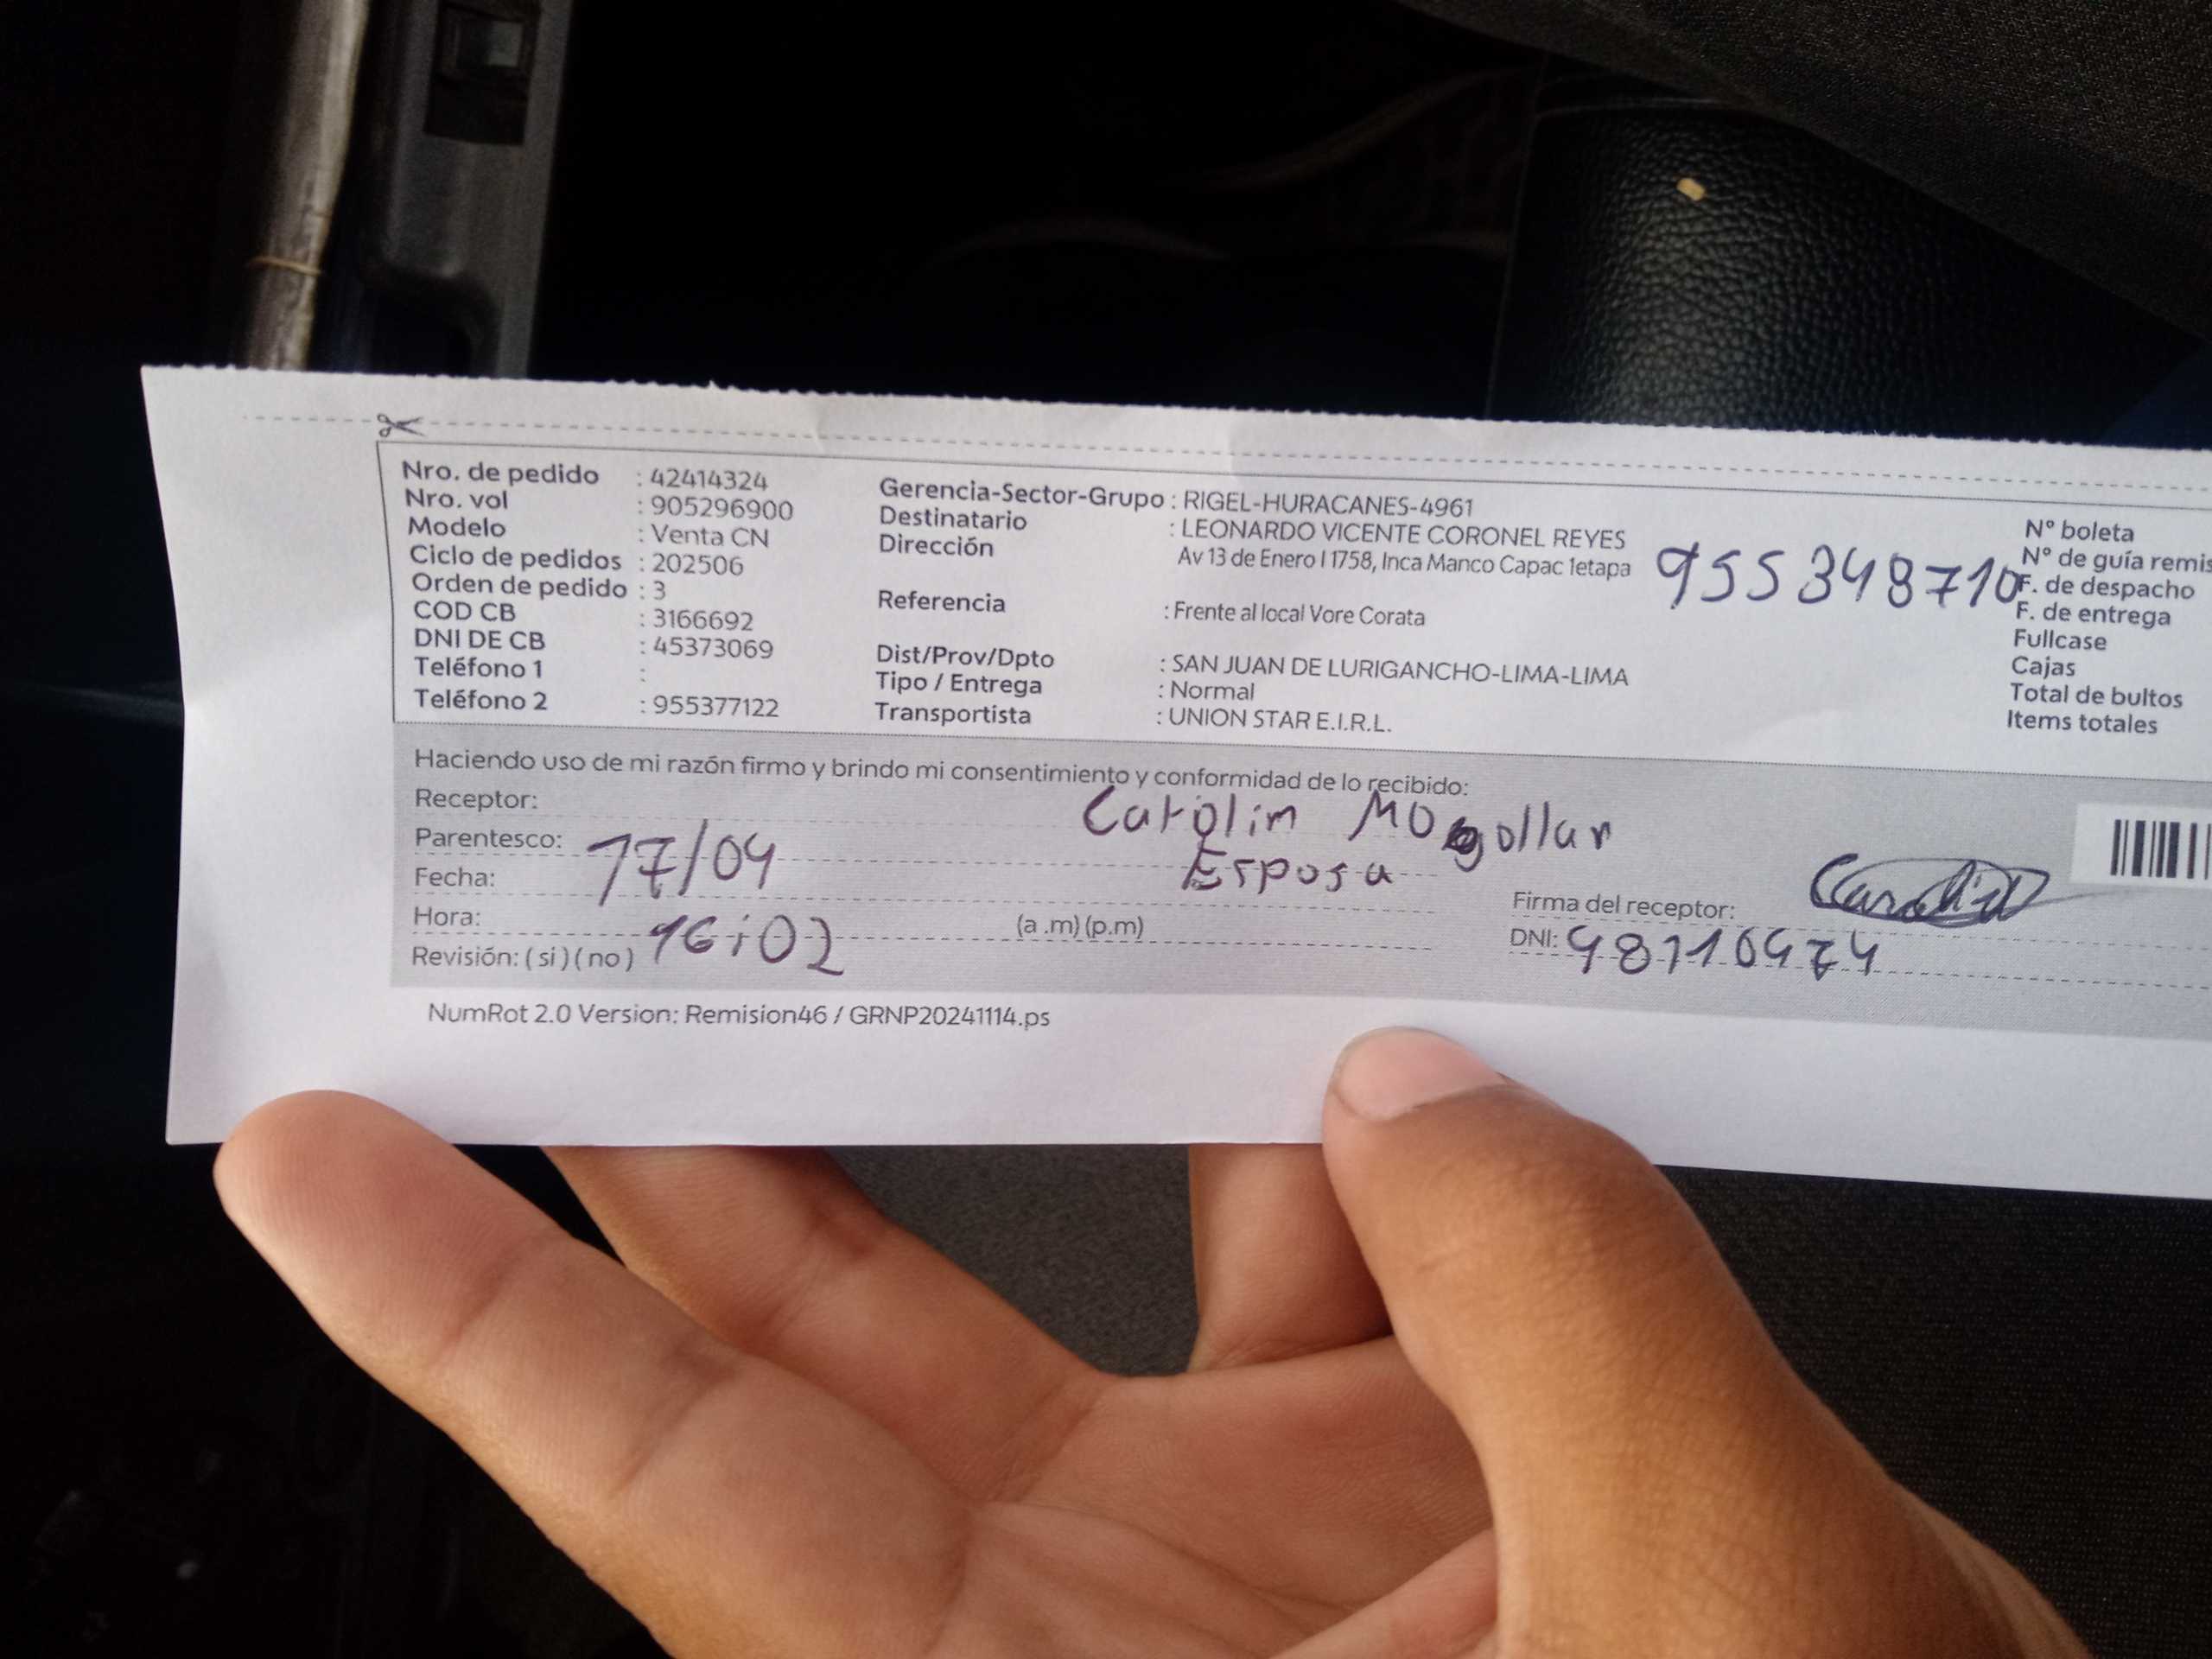 Nro. de pedido : 42414324
Nro. vol : 905296900
Modelo : Venta CN
Ciclo de pedidos : 202506
Orden de pedido : 3
COD CB : 3166692
DNI DE CB : 45373069
Teléfono 1 :
Teléfono 2 : 955377122
Gerencia-Sector-Grupo : RIGEL-HURACANES-4961
Destinatario : LEONARDO VICENTE CORONEL REYES
Dirección Av 13 de Enero I 1758, Inca Manco Capac 1etapa
955348710
Referencia : Frente al local Vore Corata
Dist/Prov/Dpto : SAN JUAN DE LURIGANCHO-LIMA-LIMA
Tipo / Entrega : Normal
Transportista : UNION STAR E.I.R.L.
N° boleta
N° de guía remis
F. de despacho
F. de entrega
Fullcase
Cajas
Total de bultos
Items totales
Haciendo uso de mi razón firmo y brindo mi consentimiento y conformidad de lo recibido:
Receptor: Carolin Mogollar
Parentesco: Esposa
Fecha: 17/04
Hora: 16:02 (a .m) (p.m)
Revisión: ( si ) ( no )
Firma del receptor:
DNI:
NumRot 2.0 Version: Remision46 / GRNP20241114.ps